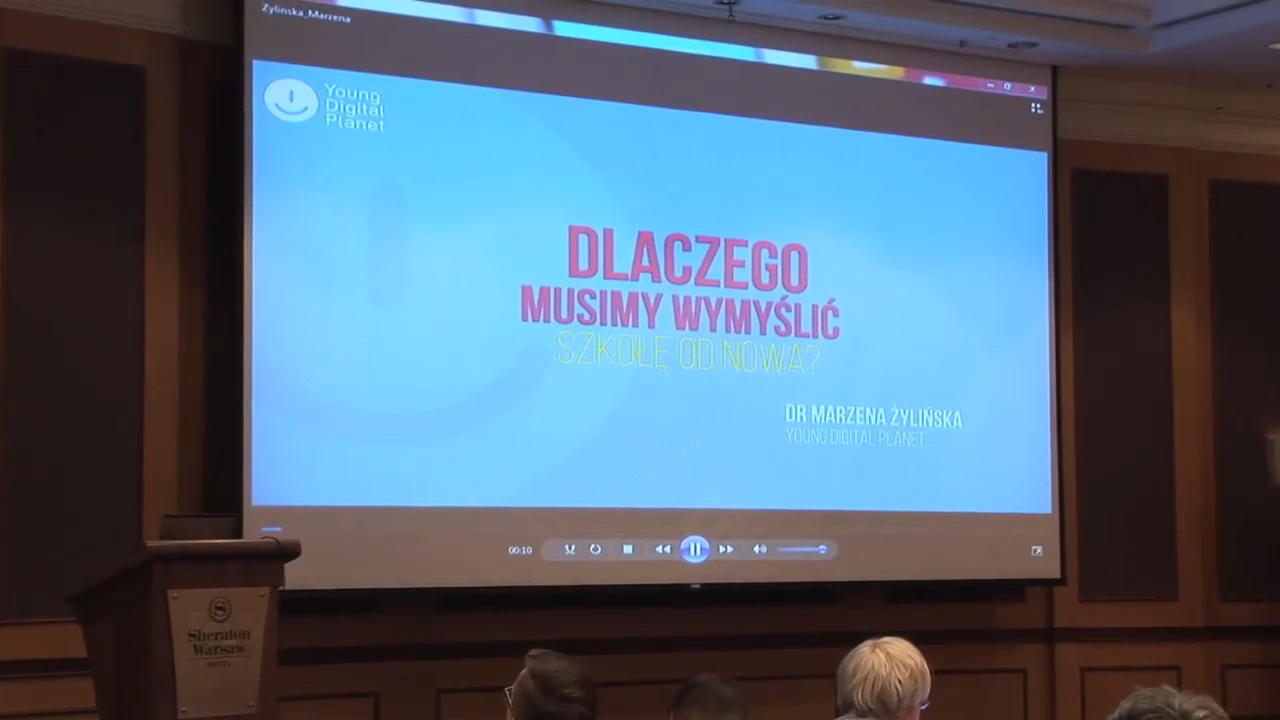 Zylinska_Marzena
Young
Digital
Planet
DLACZEGO
MUSIMY WYMYŚLIĆ
SZKOŁĘ OD NOWA?
DR MARZENA ŻYLIŃSKA
YOUNG DIGITAL PLANET
00:10
S
Sheraton
Warsaw
HOTEL